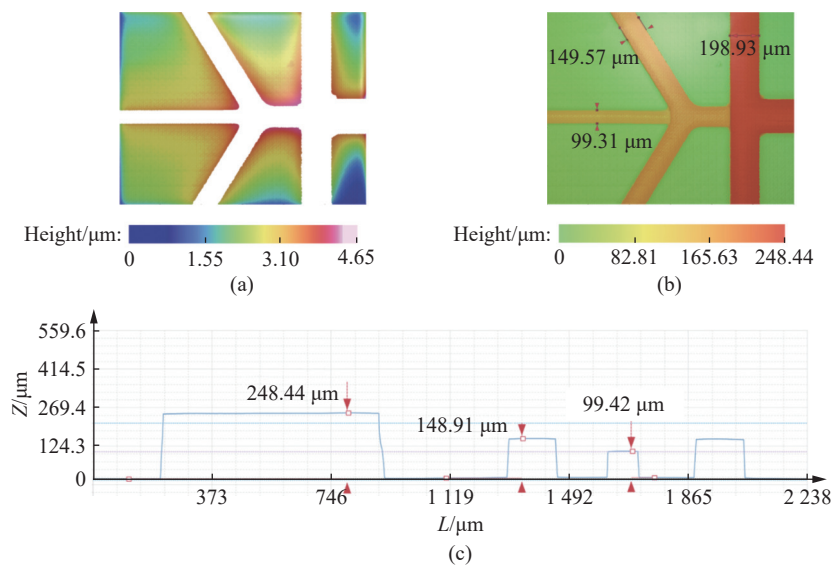 149.57 μm
198.93 μm
99.31 μm
Height/μm:
0
1.55
3.10
4.65
(a)
Height/μm:
0
82.81
165.63
248.44
(b)
559.6
414.5
269.4
124.3
0
Z/μm
248.44 μm
148.91 μm
99.42 μm
373
746
1 119
1 492
1 865
2 238
L/μm
(c)